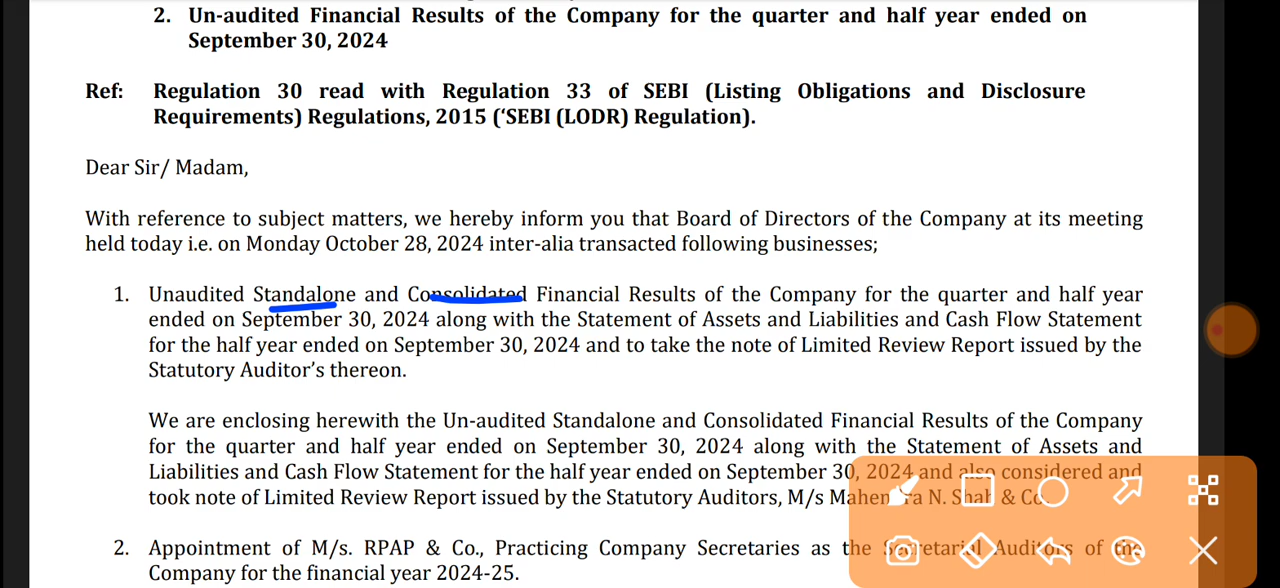 2. Un-audited Financial Results of the Company for the quarter and half year ended on
September 30, 2024
Ref: Regulation 30 read with Regulation 33 of SEBI (Listing Obligations and Disclosure
Requirements) Regulations, 2015 ('SEBI (LODR) Regulation).
Dear Sir/ Madam,
With reference to subject matters, we hereby inform you that Board of Directors of the Company at its meeting
held today i.e. on Monday October 28, 2024 inter-alia transacted following businesses;
1. Unaudited Standalone and Consolidated Financial Results of the Company for the quarter and half year
ended on September 30, 2024 along with the Statement of Assets and Liabilities and Cash Flow Statement
for the half year ended on September 30, 2024 and to take the note of Limited Review Report issued by the
Statutory Auditor's thereon.
We are enclosing herewith the Un-audited Standalone and Consolidated Financial Results of the Company
for the quarter and half year ended on September 30, 2024 along with the Statement of Assets and
Liabilities and Cash Flow Statement for the half year ended on September 30, 2024 and also considered and
took note of Limited Review Report issued by the Statutory Auditors, M/s Mahendra N. Shah & Co.
2. Appointment of M/s. RPAP & Co., Practicing Company Secretaries as the Secretarial Auditors of the
Company for the financial year 2024-25.